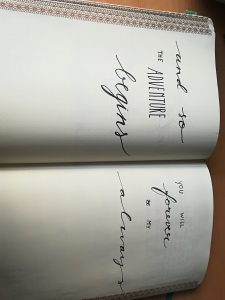 and so
THE ADVENTURE
begins
YOU WILL
forever
BE MY
always